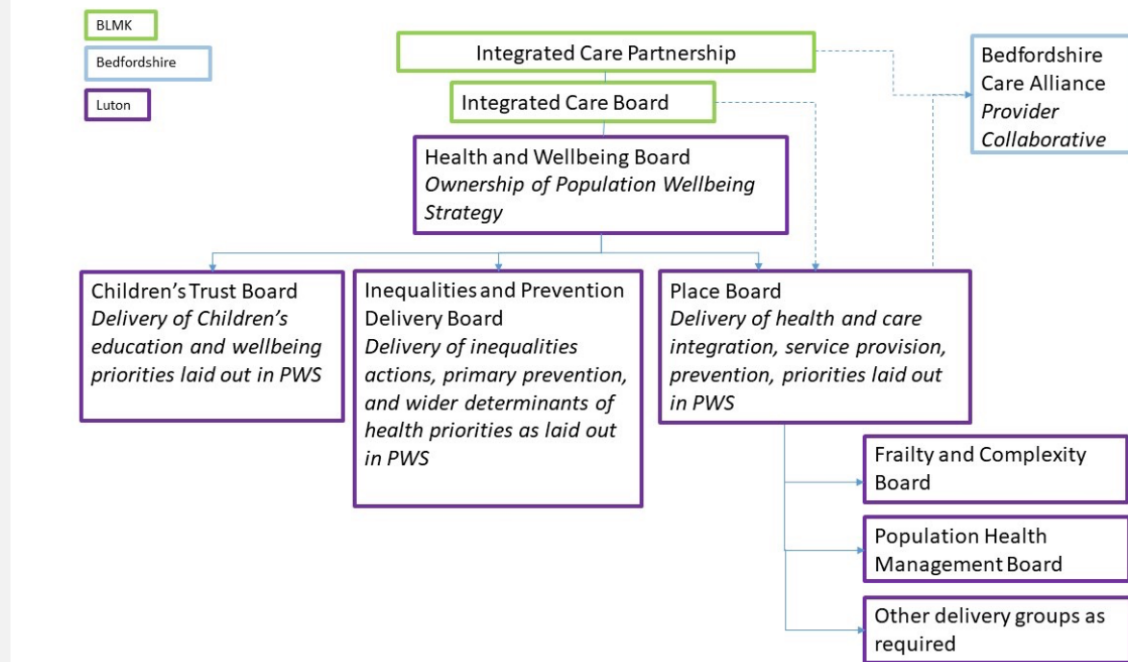 BLMK
Bedfordshire
Luton
Integrated Care Partnership
Integrated Care Board
Bedfordshire
Care Alliance
Provider
Collaborative
Health and Wellbeing Board
Ownership of Population Wellbeing
Strategy
Children’s Trust Board
Delivery of Children’s
education and wellbeing
priorities laid out in PWS
Inequalities and Prevention
Delivery Board
Delivery of inequalities
actions, primary prevention,
and wider determinants of
health priorities as laid out
in PWS
Place Board
Delivery of health and care
integration, service provision,
prevention, priorities laid out
in PWS
Frailty and Complexity
Board
Population Health
Management Board
Other delivery groups as
required